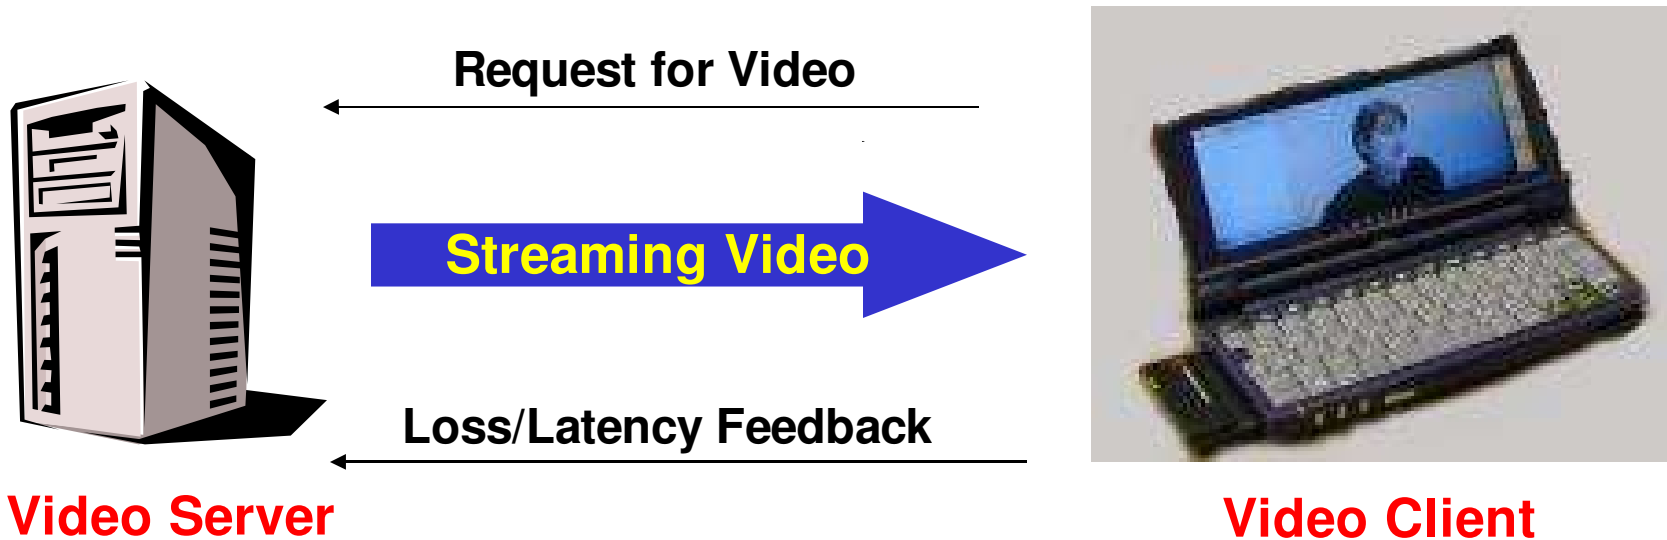 Request for Video
Streaming Video
Loss/Latency Feedback
Video Server
Video Client